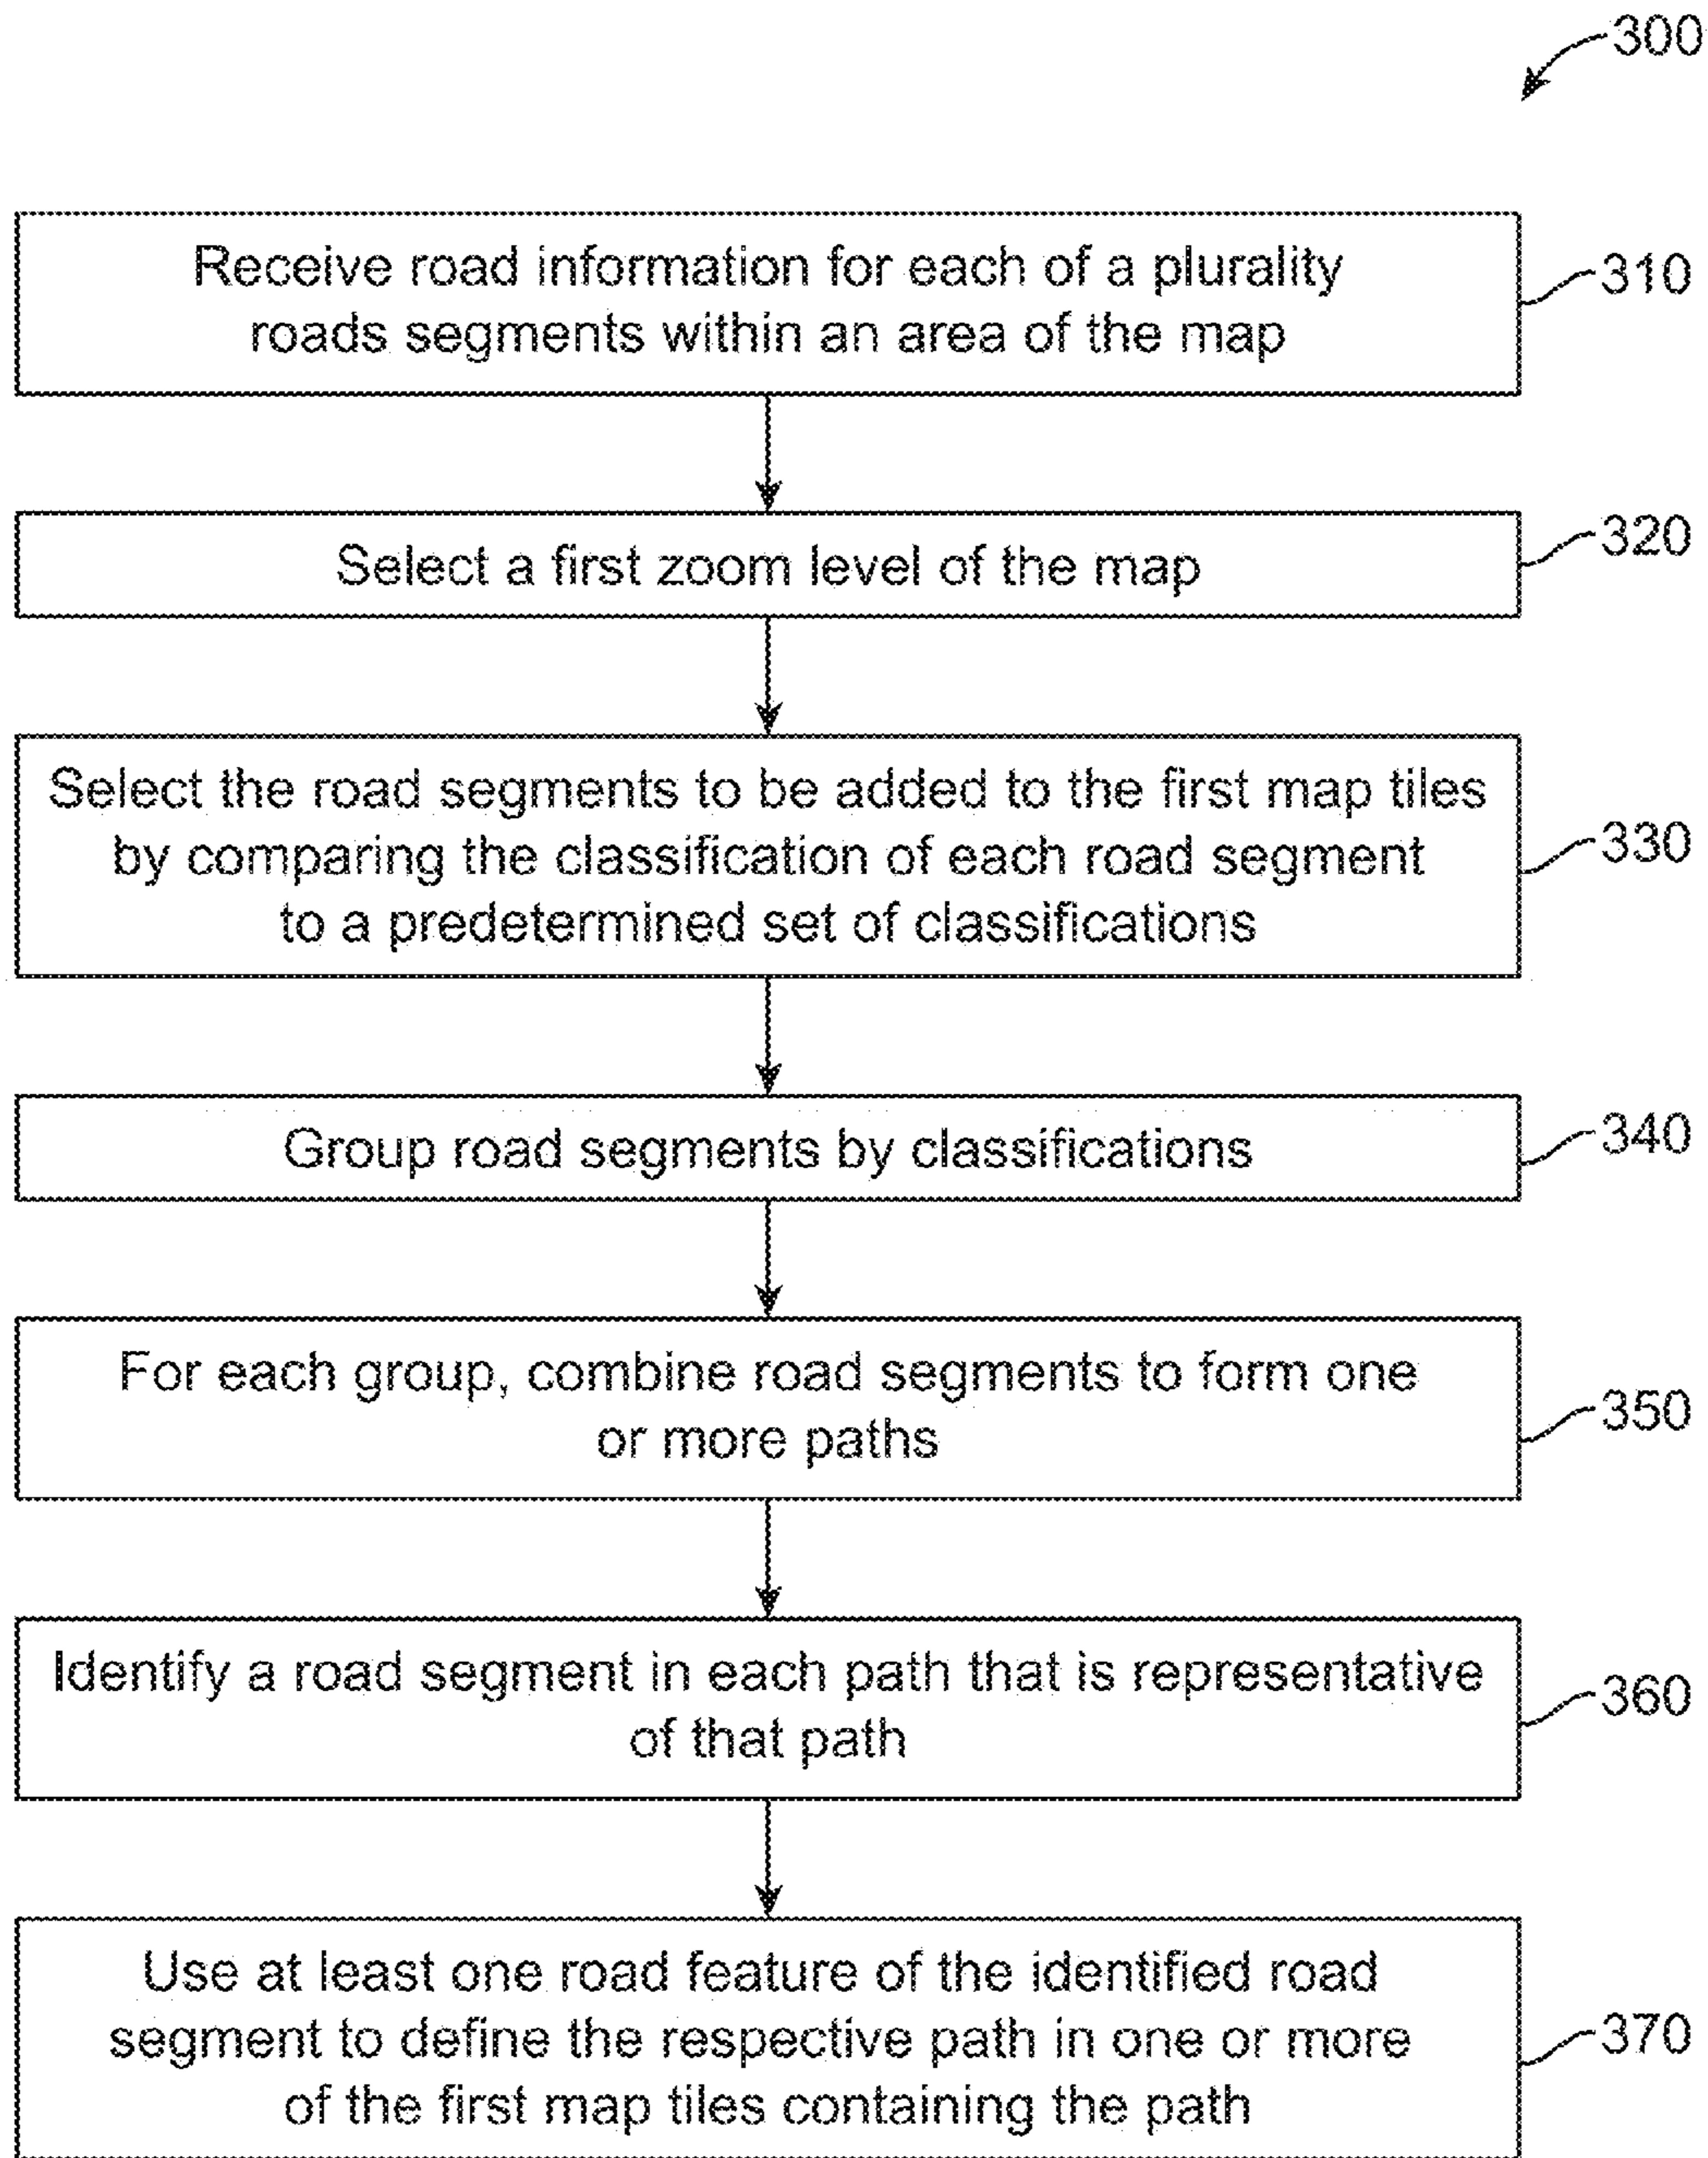 300
Receive road information for each of a plurality
roads segments within an area of the map
310
Select a first zoom level of the map
320
Select the road segments to be added to the first map tiles
by comparing the classification of each road segment
to a predetermined set of classifications
330
Group road segments by classifications
340
For each group, combine road segments to form one
or more paths
350
Identify a road segment in each path that is representative
of that path
360
Use at least one road feature of the identified road
segment to define the respective path in one or more
of the first map tiles containing the path
370